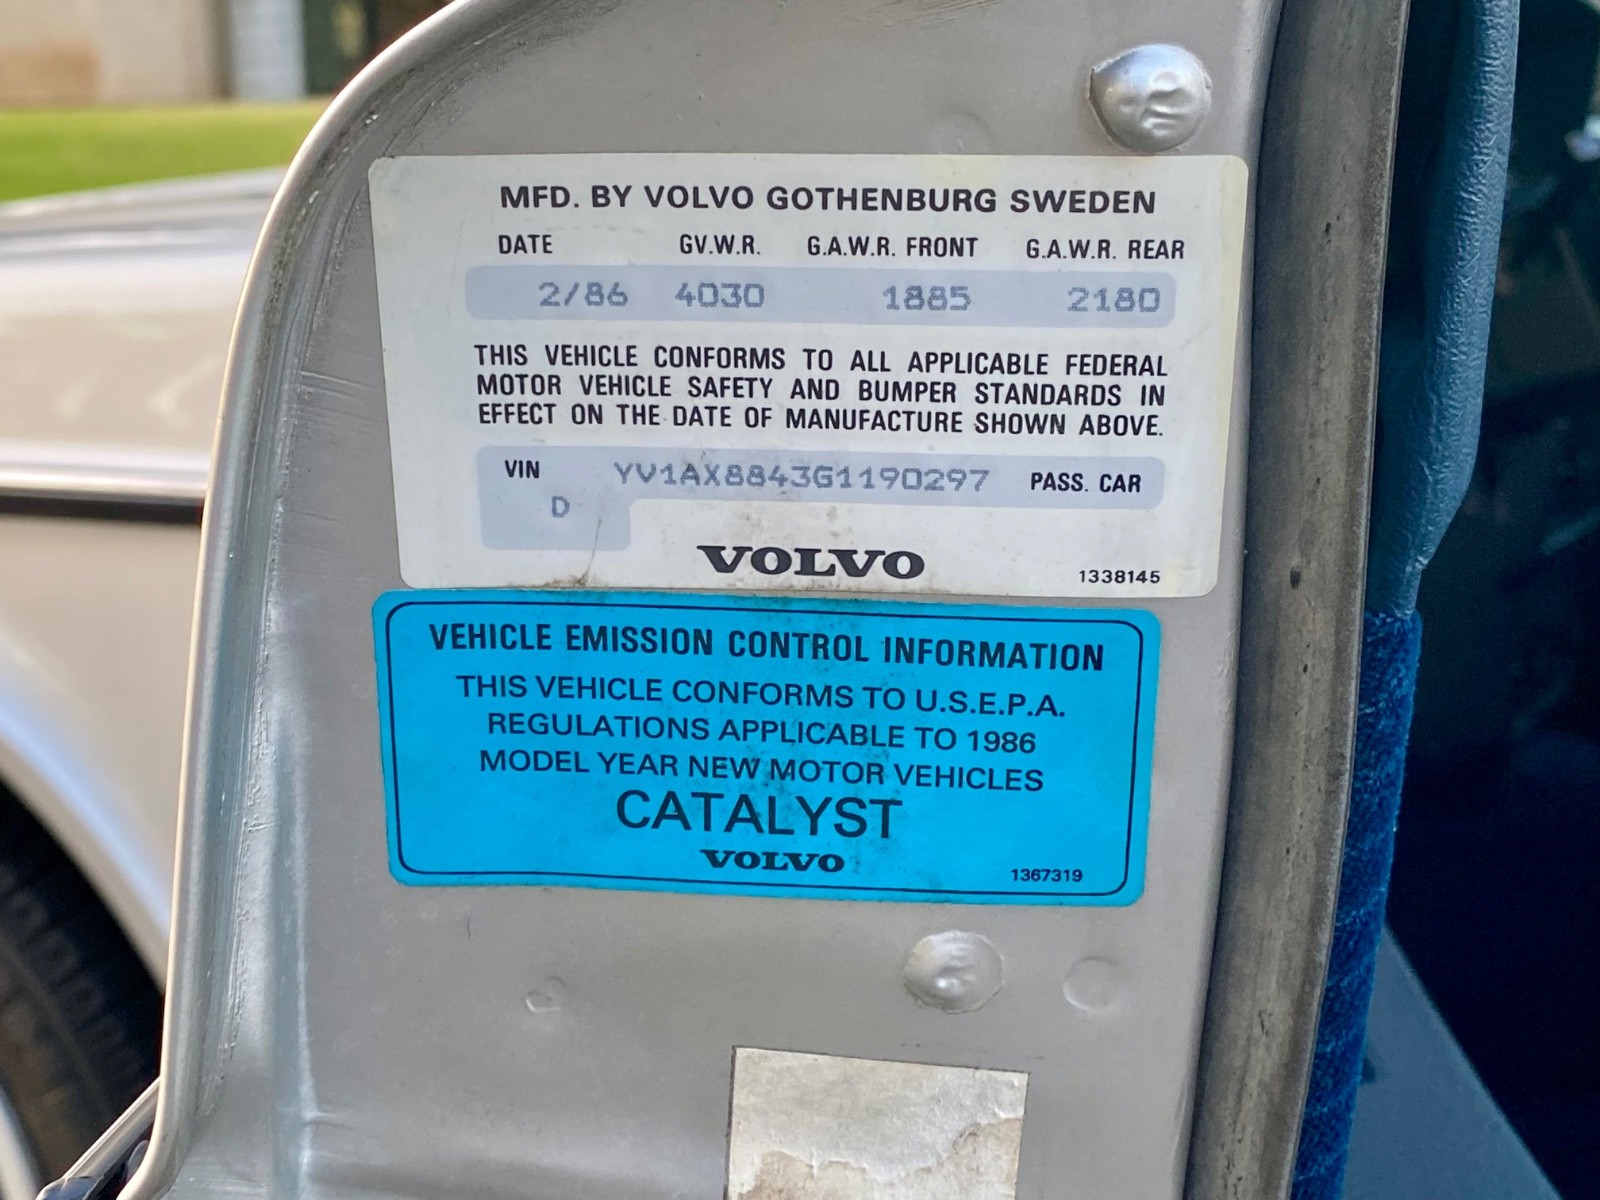 MFD. BY VOLVO GOTHENBURG SWEDEN
DATE GV.W.R. G.A.W.R. FRONT G.A.W.R. REAR
2/86 4030 1885 2180
THIS VEHICLE CONFORMS TO ALL APPLICABLE FEDERAL
MOTOR VEHICLE SAFETY AND BUMPER STANDARDS IN
EFFECT ON THE DATE OF MANUFACTURE SHOWN ABOVE.
VIN YV1AX8843G1190297 PASS. CAR
D
VOLVO
1338145
VEHICLE EMISSION CONTROL INFORMATION
THIS VEHICLE CONFORMS TO U.S.E.P.A.
REGULATIONS APPLICABLE TO 1986
MODEL YEAR NEW MOTOR VEHICLES
CATALYST
VOLVO
1367319